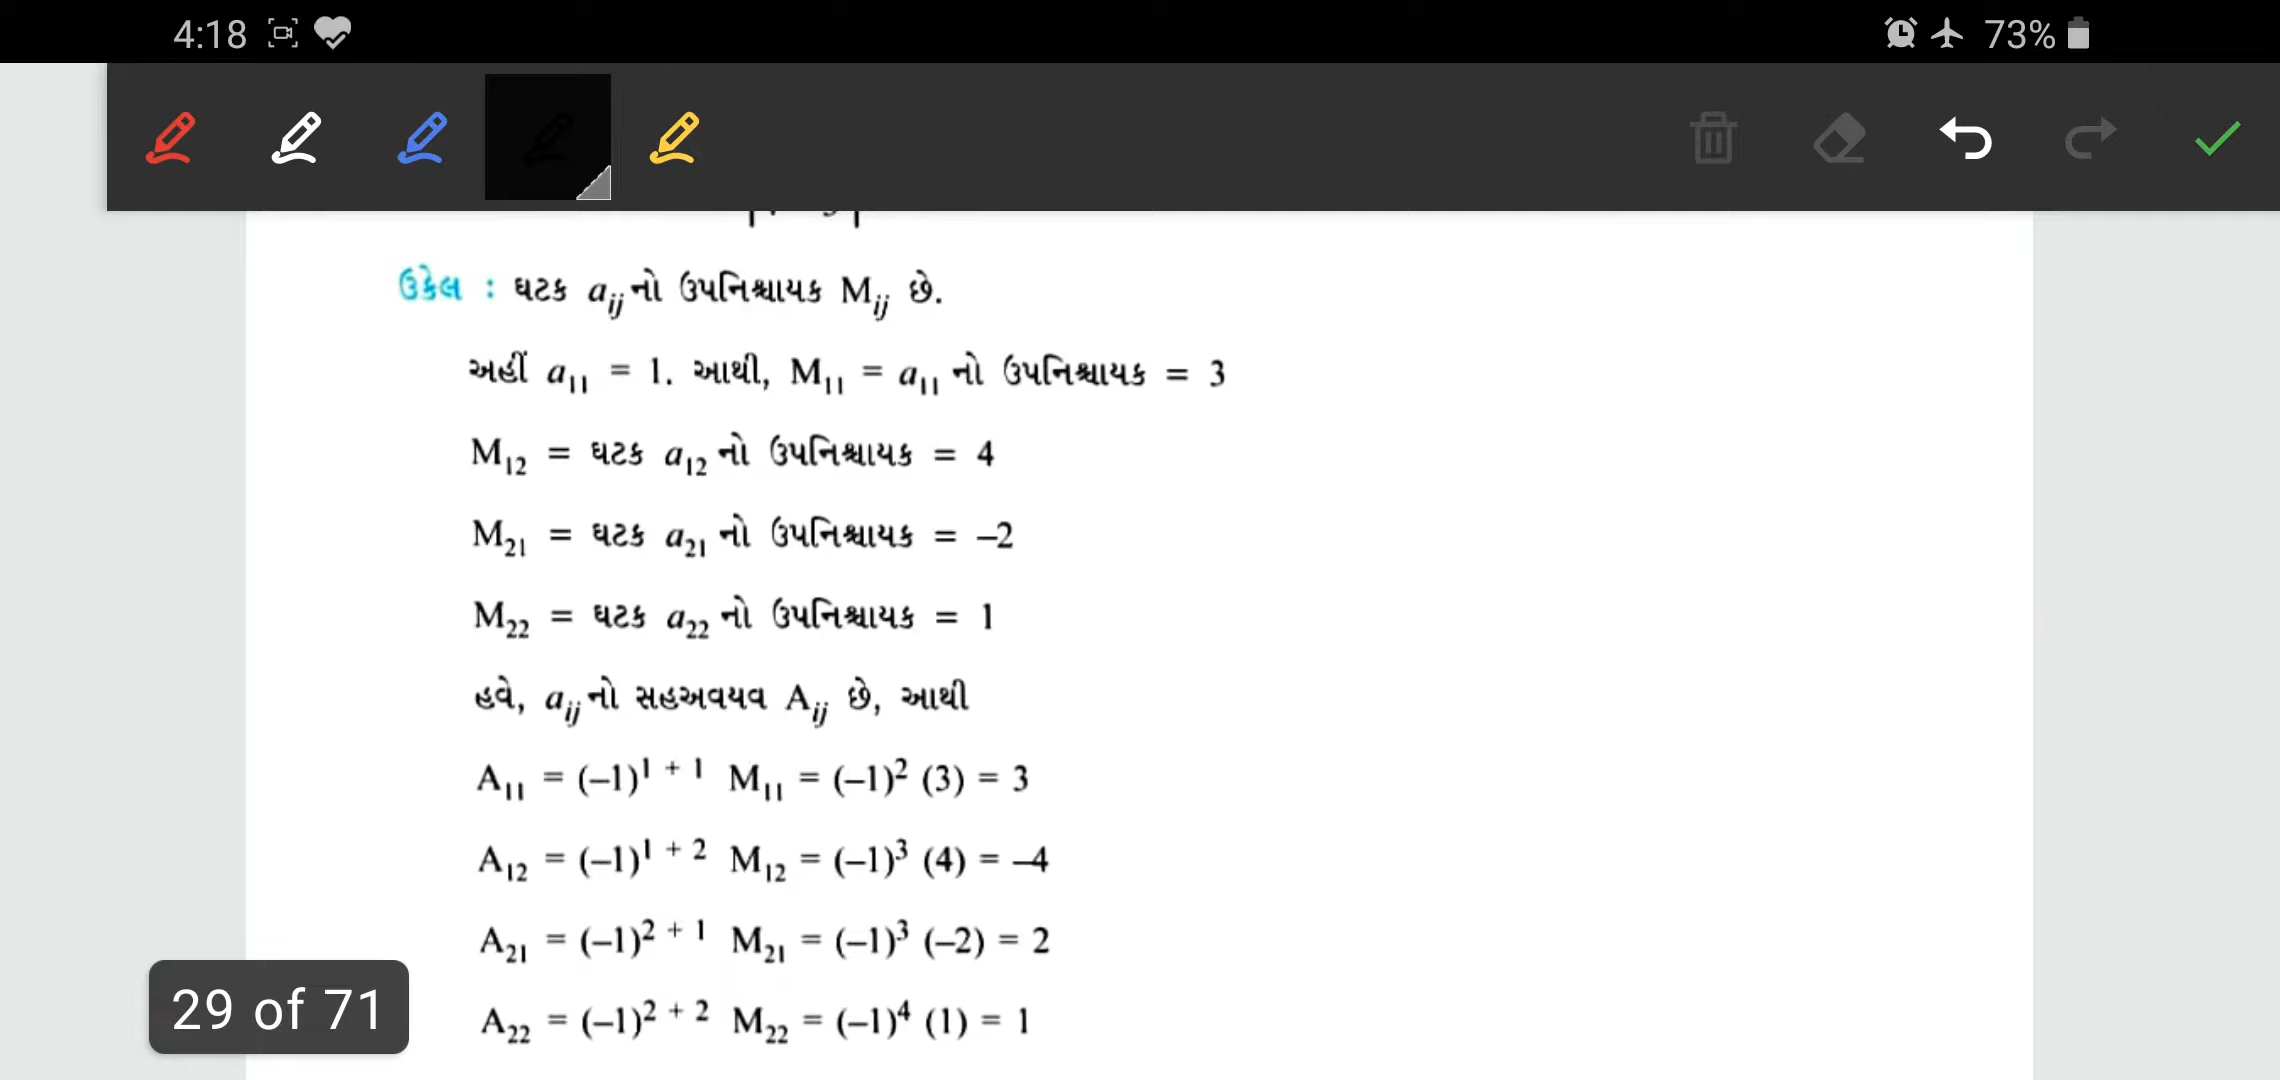 4:18 73%
ઉકેલ : ઘટક aᵢⱼનો ઉપનિશ્ચાયક Mᵢⱼ છે.
અહીં a₁₁ = 1. આથી, M₁₁ = a₁₁ નો ઉપનિશ્ચાયક = 3
M₁₂ = ઘટક a₁₂ નો ઉપનિશ્ચાયક = 4
M₂₁ = ઘટક a₂₁ નો ઉપનિશ્ચાયક = –2
M₂₂ = ઘટક a₂₂ નો ઉપનિશ્ચાયક = 1
હવે, aᵢⱼનો સહઅવયવ Aᵢⱼ છે, આથી
A₁₁ = (–1)¹ ⁺ ¹ M₁₁ = (–1)² (3) = 3
A₁₂ = (–1)¹ ⁺ ² M₁₂ = (–1)³ (4) = –4
A₂₁ = (–1)² ⁺ ¹ M₂₁ = (–1)³ (–2) = 2
A₂₂ = (–1)² ⁺ ² M₂₂ = (–1)⁴ (1) = 1
29 of 71